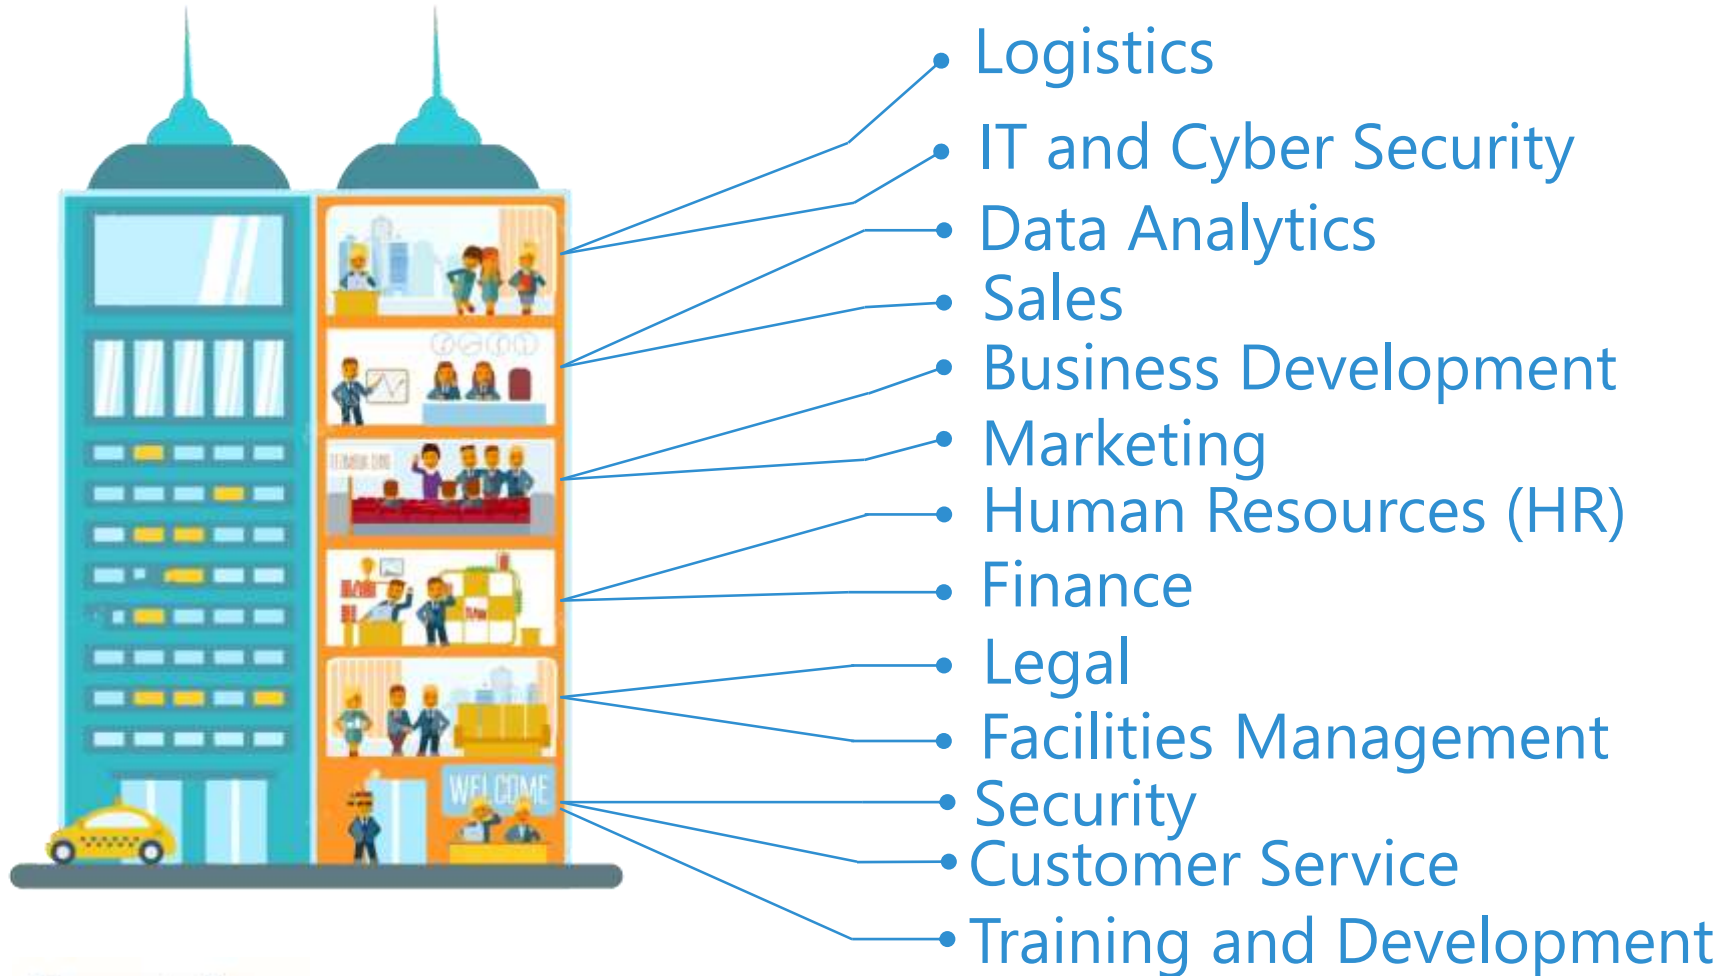 Logistics
IT and Cyber Security
Data Analytics
Sales
Business Development
Marketing
Human Resources (HR)
Finance
Legal
Facilities Management
WELCOME
Security
Customer Service
Training and Development